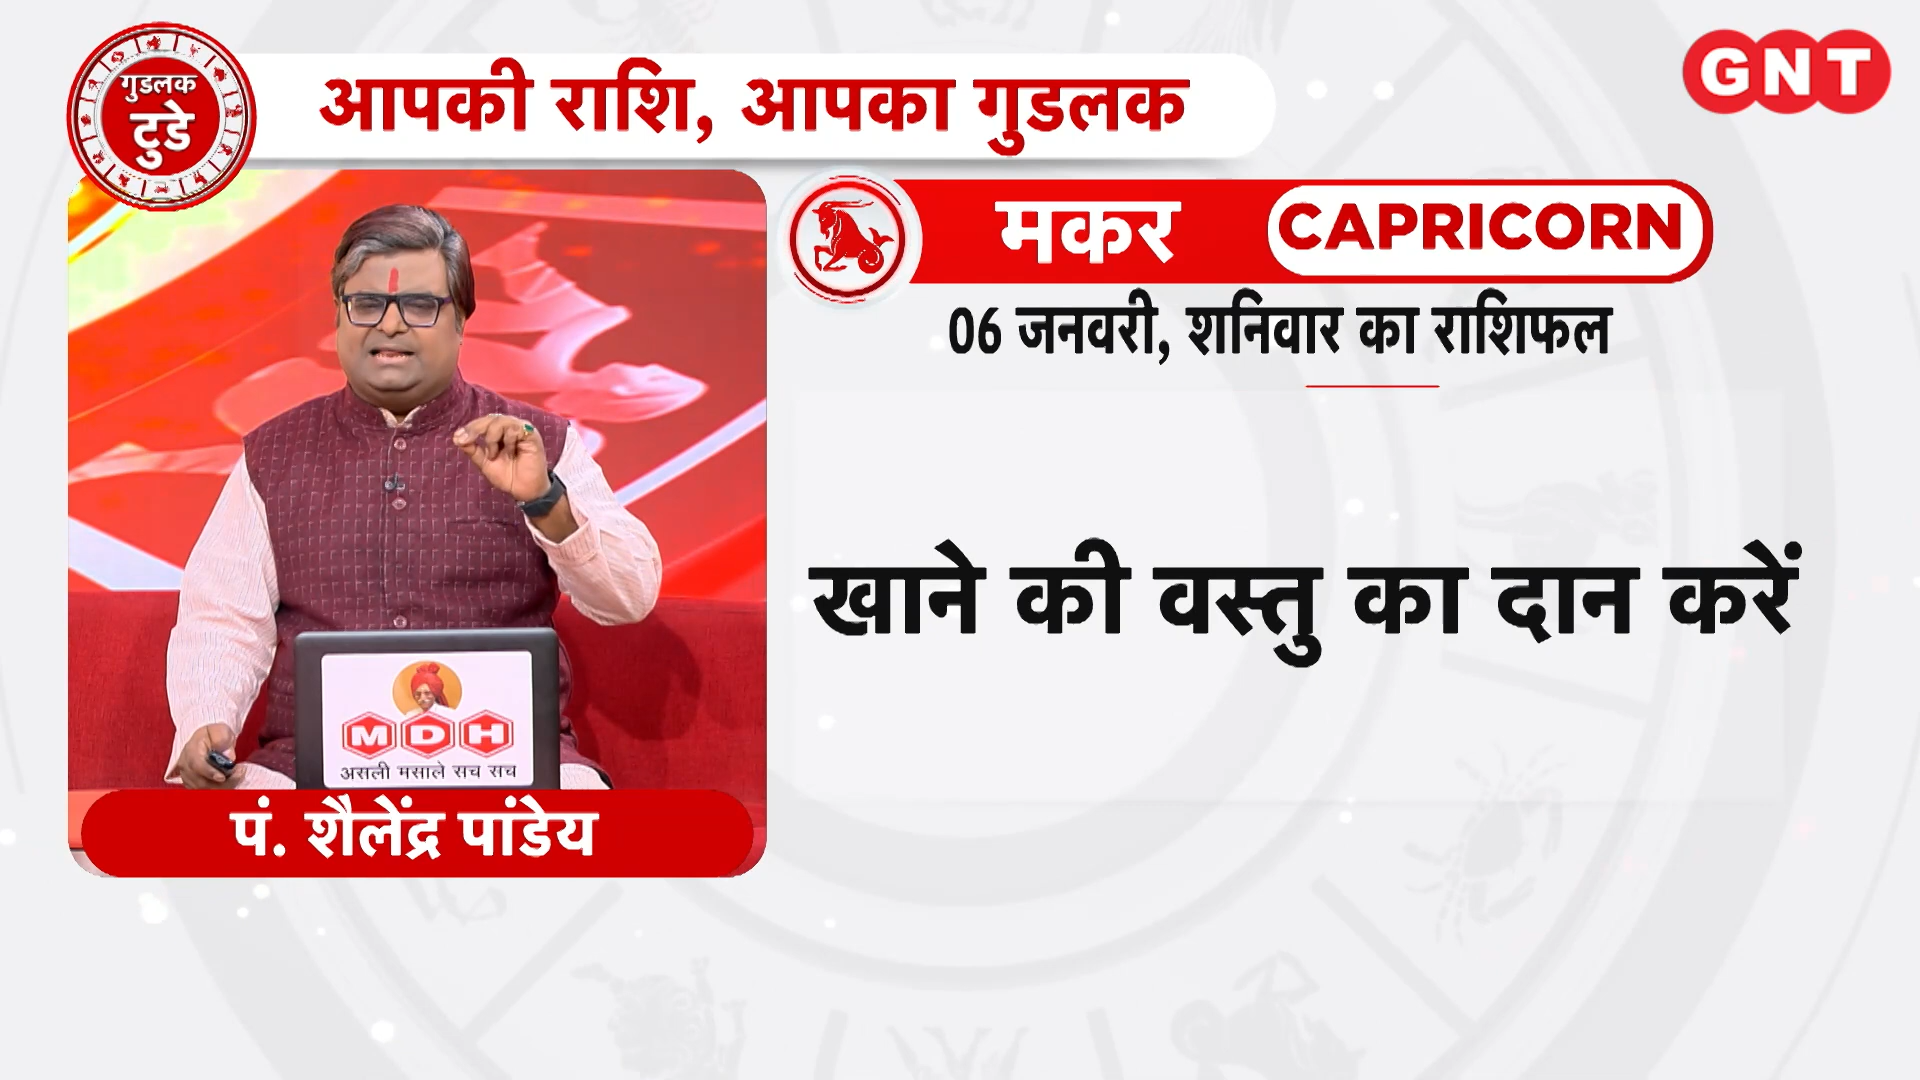 गुडलक
टुडे
आपकी राशि, आपका गुडलक
GNT
मकर
CAPRICORN
06 जनवरी, शनिवार का राशिफल
खाने की वस्तु का दान करें
MDH
असली मसाले सच सच
पं. शैलेंद्र पांडेय